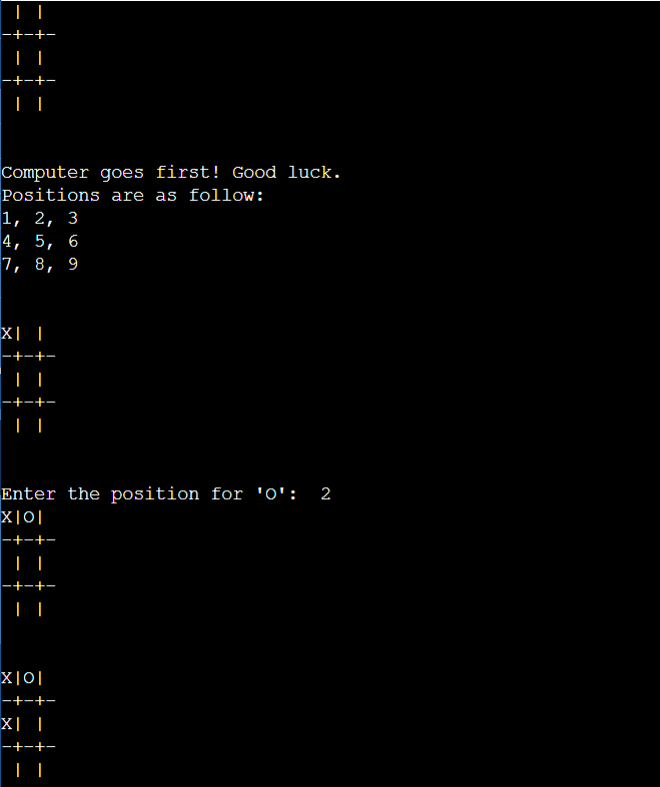 | |
-+-+-
 | |
-+-+-
 | |
Computer goes first! Good luck.
Positions are as follow:
1, 2, 3
4, 5, 6
7, 8, 9
X| |
-+-+-
 | |
-+-+-
 | |
Enter the position for 'O':  2
X|O|
-+-+-
 | |
-+-+-
 | |
X|O|
-+-+-
X| |
-+-+-
 | |